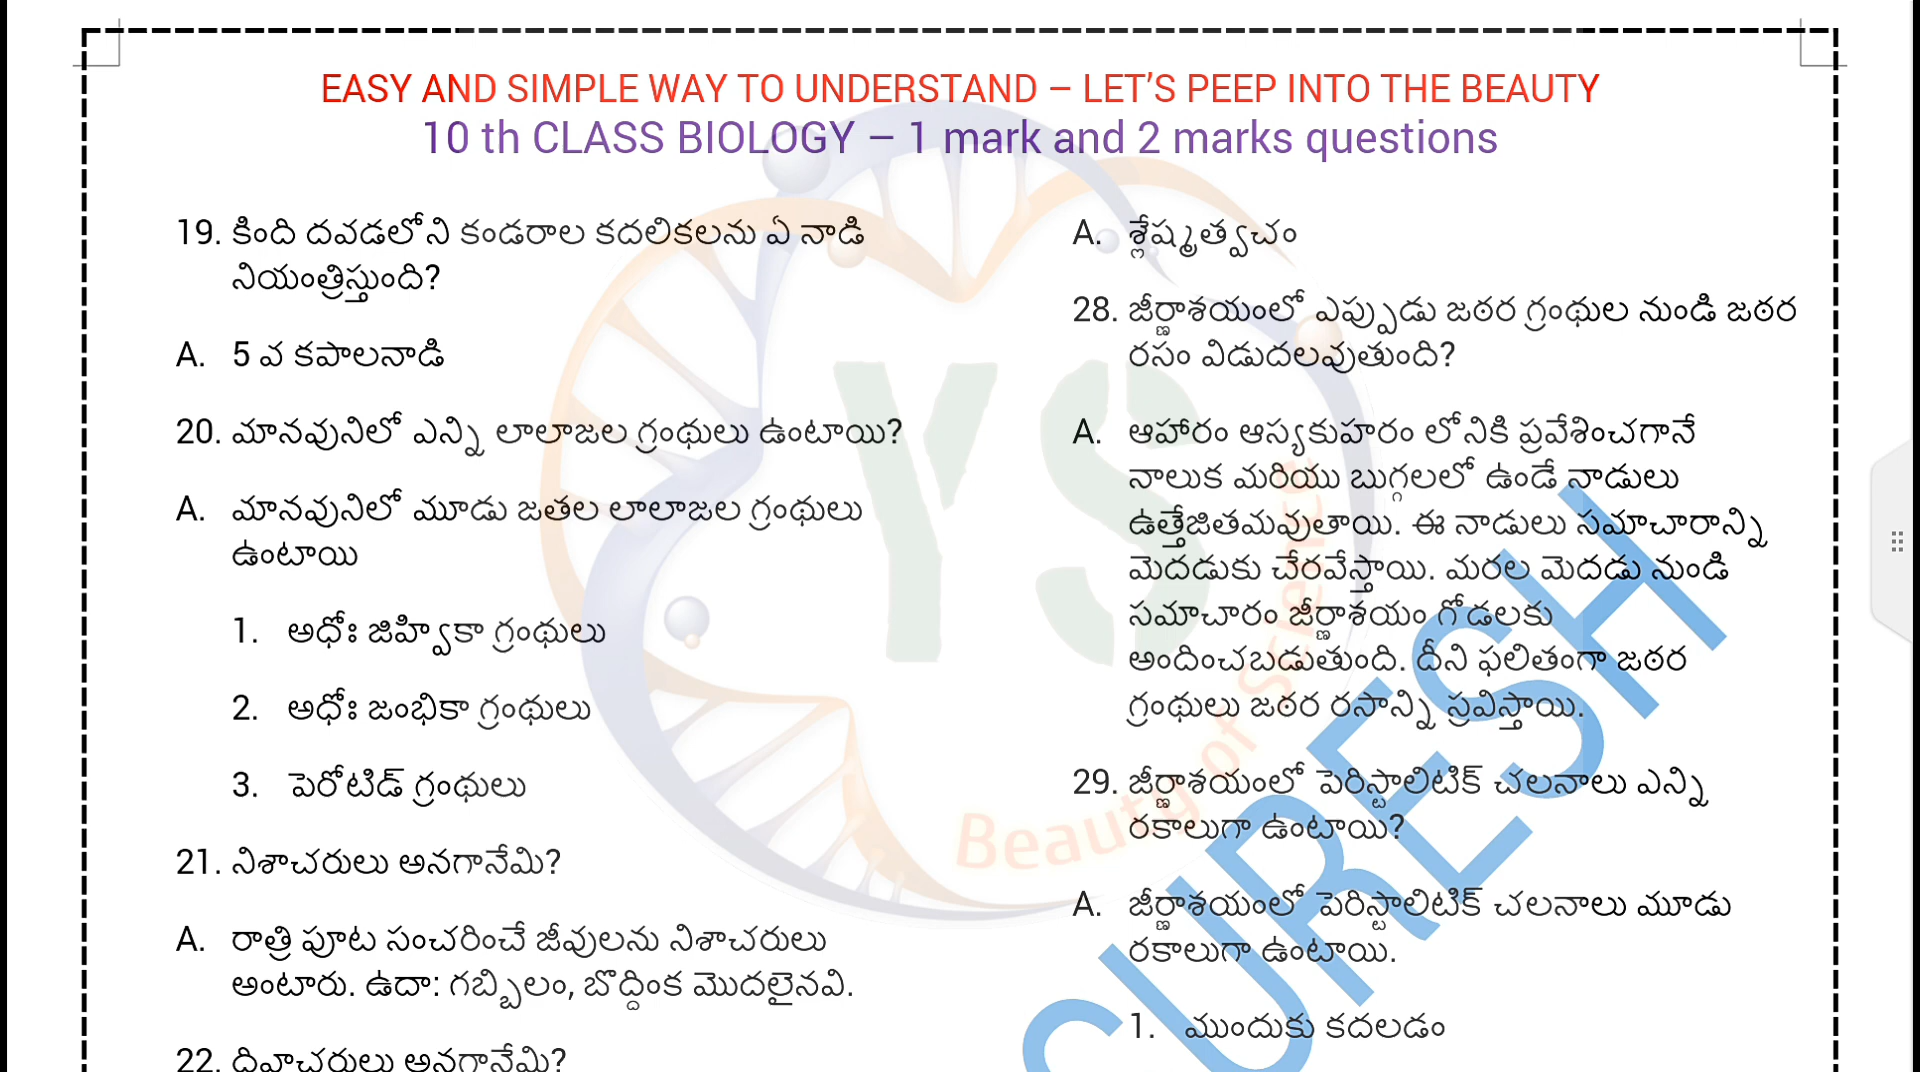 EASY AND SIMPLE WAY TO UNDERSTAND – LET'S PEEP INTO THE BEAUTY
10 th CLASS BIOLOGY – 1 mark and 2 marks questions
19. కింది దవడలోని కండరాల కదలికలను ఏ నాడి
నియంత్రిస్తుంది?
A. 5 వ కపాలనాడి
20. మానవునిలో ఎన్ని లాలాజల గ్రంథులు ఉంటాయి?
A. మానవునిలో మూడు జతల లాలాజల గ్రంథులు
ఉంటాయి
1. అధోః జిహ్వికా గ్రంథులు
2. అధోః జంభికా గ్రంథులు
3. పెరోటిడ్ గ్రంథులు
21. నిశాచరులు అనగానేమి?
A. రాత్రి పూట సంచరించే జీవులను నిశాచరులు
అంటారు. ఉదా: గబ్బిలం, బొద్దింక మొదలైనవి.
22. దివాచరులు అనగానేమి?
A. శ్లేష్మత్వచం
28. జీర్ణాశయంలో ఎప్పుడు జఠర గ్రంథుల నుండి జఠర
రసం విడుదలవుతుంది?
A. ఆహారం ఆస్యకుహరం లోనికి ప్రవేశించగానే
నాలుక మరియు బుగ్గలలో ఉండే నాడులు
ఉత్తేజితమవుతాయి. ఈ నాడులు సమాచారాన్ని
మెదడుకు చేరవేస్తాయి. మరల మెదడు నుండి
సమాచారం జీర్ణాశయం గోడలకు
అందించబడుతుంది. దీని ఫలితంగా జఠర
గ్రంథులు జఠర రసాన్ని స్రవిస్తాయి.
29. జీర్ణాశయంలో పెరిస్టాలిటిక్ చలనాలు ఎన్ని
రకాలుగా ఉంటాయి?
A. జీర్ణాశయంలో పెరిస్టాలిటిక్ చలనాలు మూడు
రకాలుగా ఉంటాయి.
1. ముందుకు కదలడం
YS
Beauty of Science
SURESH